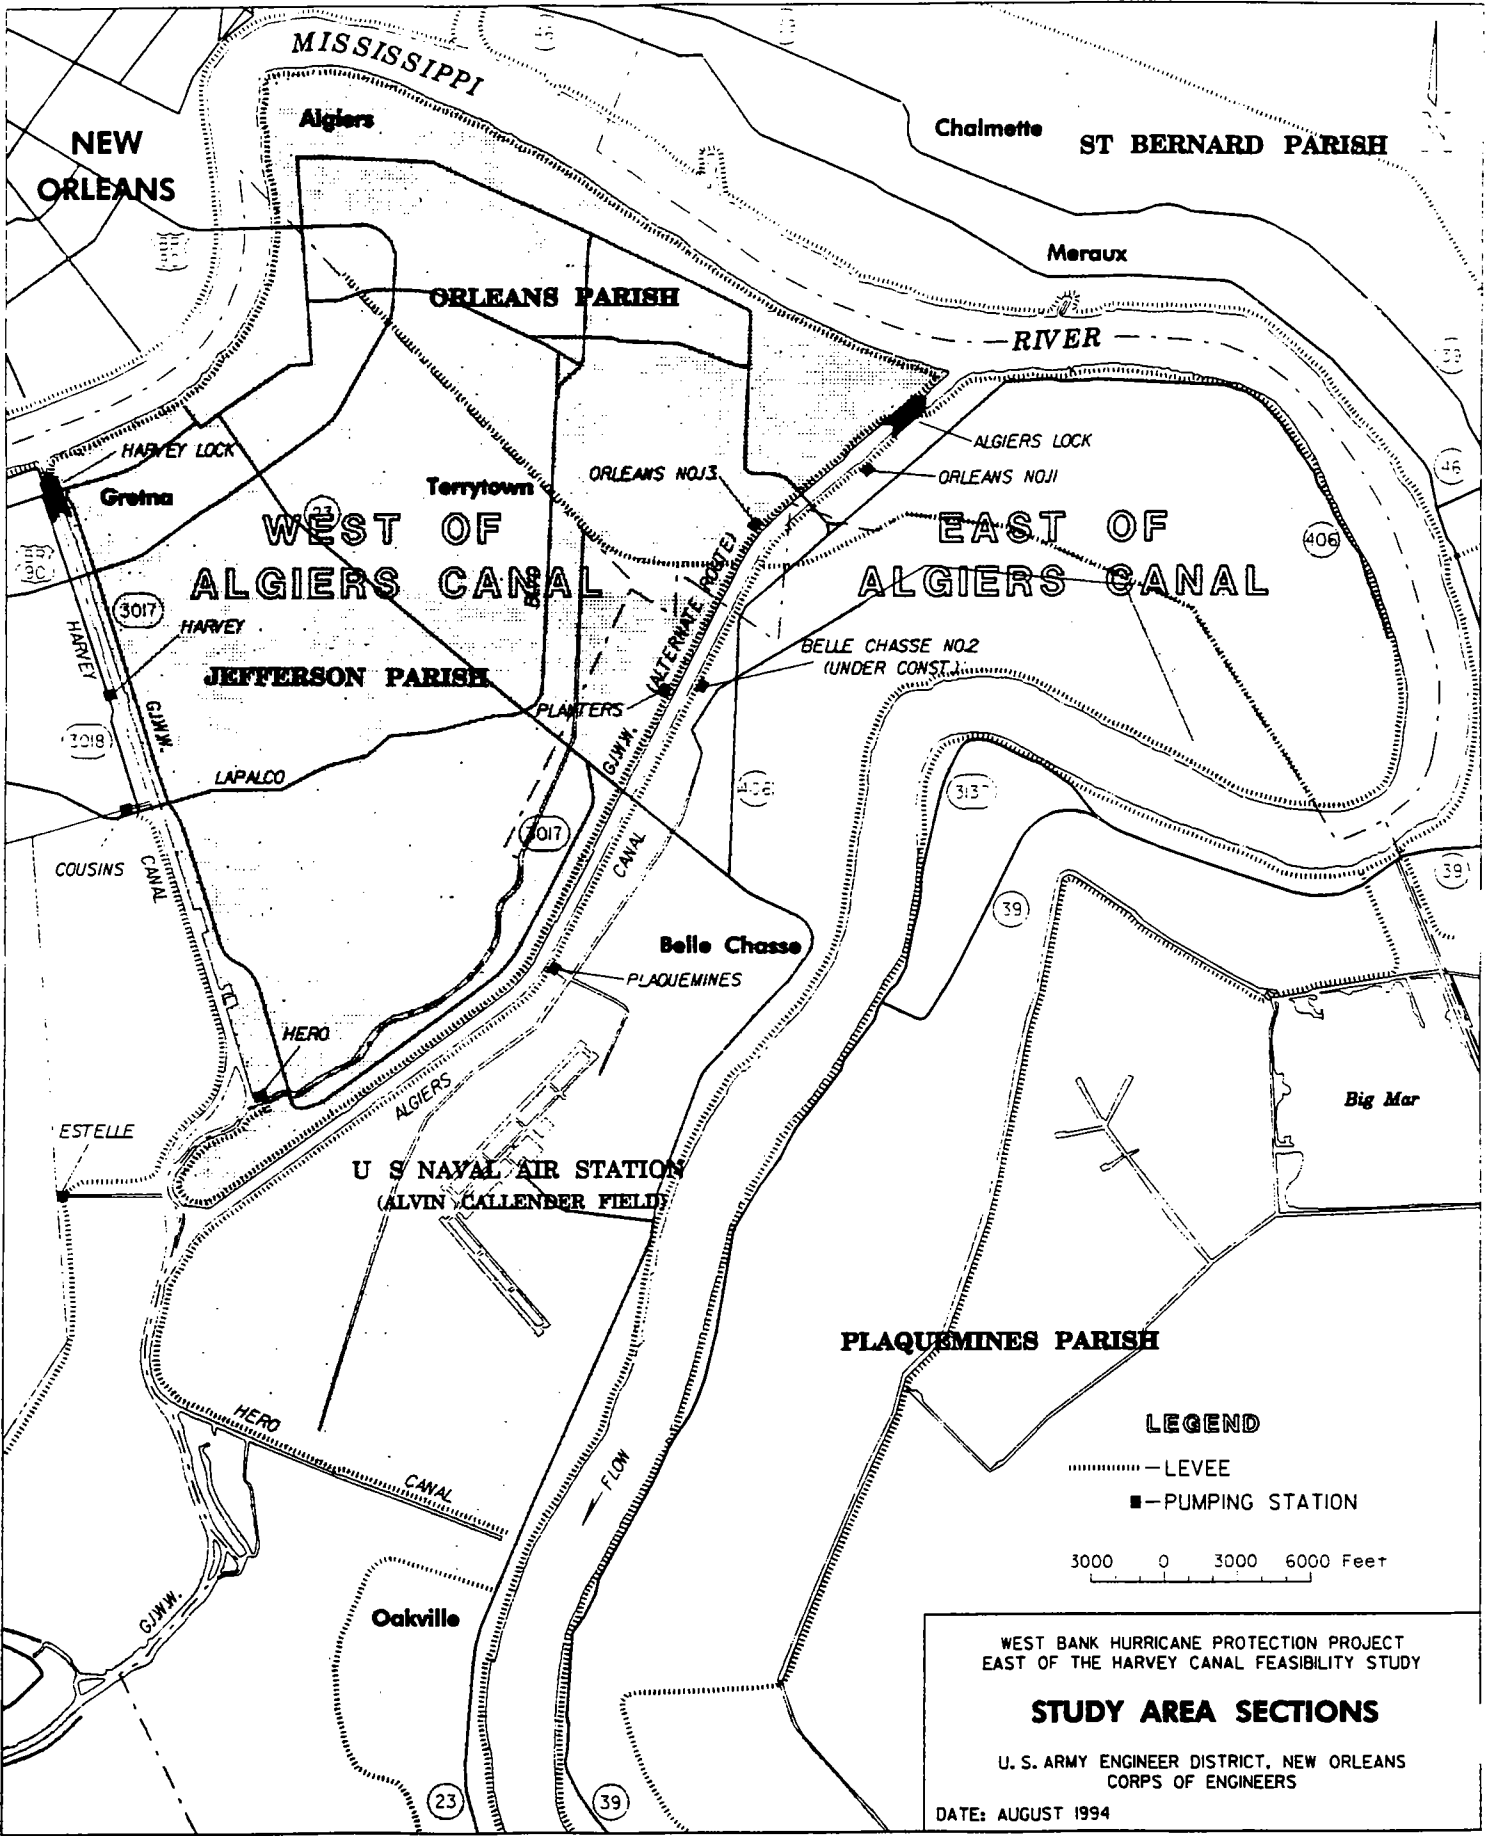 MISSISSIPPI
Algiers
NEW
ORLEANS
Chalmette
ST BERNARD PARISH
Meraux
ORLEANS PARISH
RIVER
39
HARVEY LOCK
ALGIERS LOCK
46
Gretna
Terrytown
ORLEANS NO.13
ORLEANS NO.11
23
WEST OF
ALGIERS CANAL
EAST OF
ALGIERS CANAL
406
90
3017
HARVEY
HARVEY
(ALTERNATE ROUTE)
BELLE CHASSE NO.2
(UNDER CONST.)
JEFFERSON PARISH
PLANTERS
G.I.W.W.
G.I.W.W.
3018
LAPALCO
406
3137
3017
COUSINS
CANAL
CANAL
39
39
Belle Chasse
PLAQUEMINES
HERO
ALGIERS
Big Mar
ESTELLE
U S NAVAL AIR STATION
(ALVIN CALLENDER FIELD)
PLAQUEMINES PARISH
HERO
CANAL
FLOW
LEGEND
LEVEE
PUMPING STATION
3000 0 3000 6000 Feet
G.I.W.W.
Oakville
WEST BANK HURRICANE PROTECTION PROJECT
EAST OF THE HARVEY CANAL FEASIBILITY STUDY
STUDY AREA SECTIONS
U. S. ARMY ENGINEER DISTRICT, NEW ORLEANS
CORPS OF ENGINEERS
DATE: AUGUST 1994
23
39